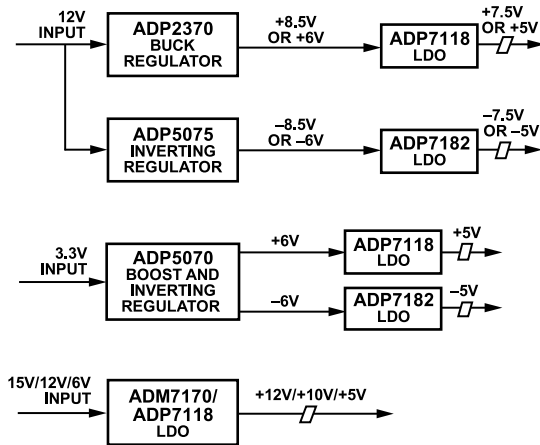 12V
INPUT
ADP2370
BUCK
REGULATOR
+8.5V
OR +6V
ADP7118
LDO
+7.5V
OR +5V
ADP5075
INVERTING
REGULATOR
–8.5V
OR –6V
ADP7182
LDO
–7.5V
OR –5V
3.3V
INPUT
ADP5070
BOOST AND
INVERTING
REGULATOR
+6V
ADP7118
LDO
+5V
–6V
ADP7182
LDO
–5V
15V/12V/6V
INPUT
ADM7170/
ADP7118
LDO
+12V/+10V/+5V